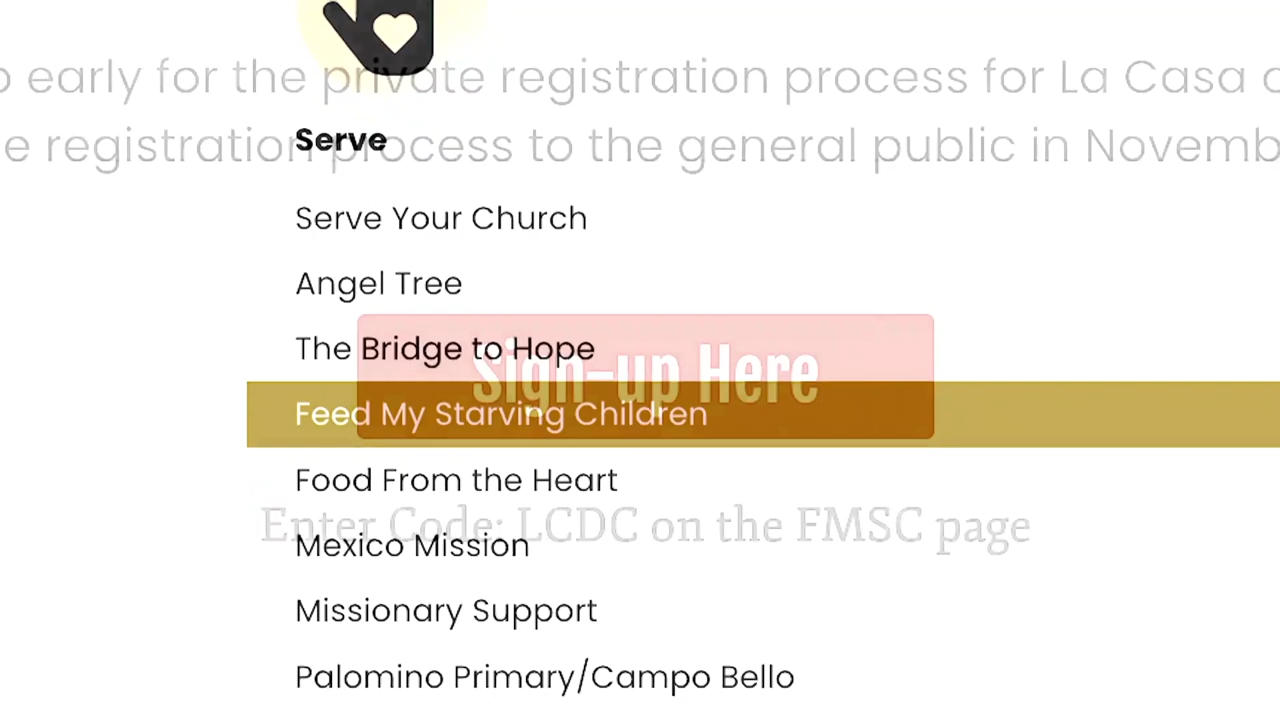 early for the private registration process for La Casa
registration process to the general public in
Serve
Serve Your Church
Angel Tree
The Bridge to Hope
Sign-up Here
Feed My Starving Children
Food From the Heart
Enter Code: LCDC on the FMSC page
Mexico Mission
Missionary Support
Palomino Primary/Campo Bello